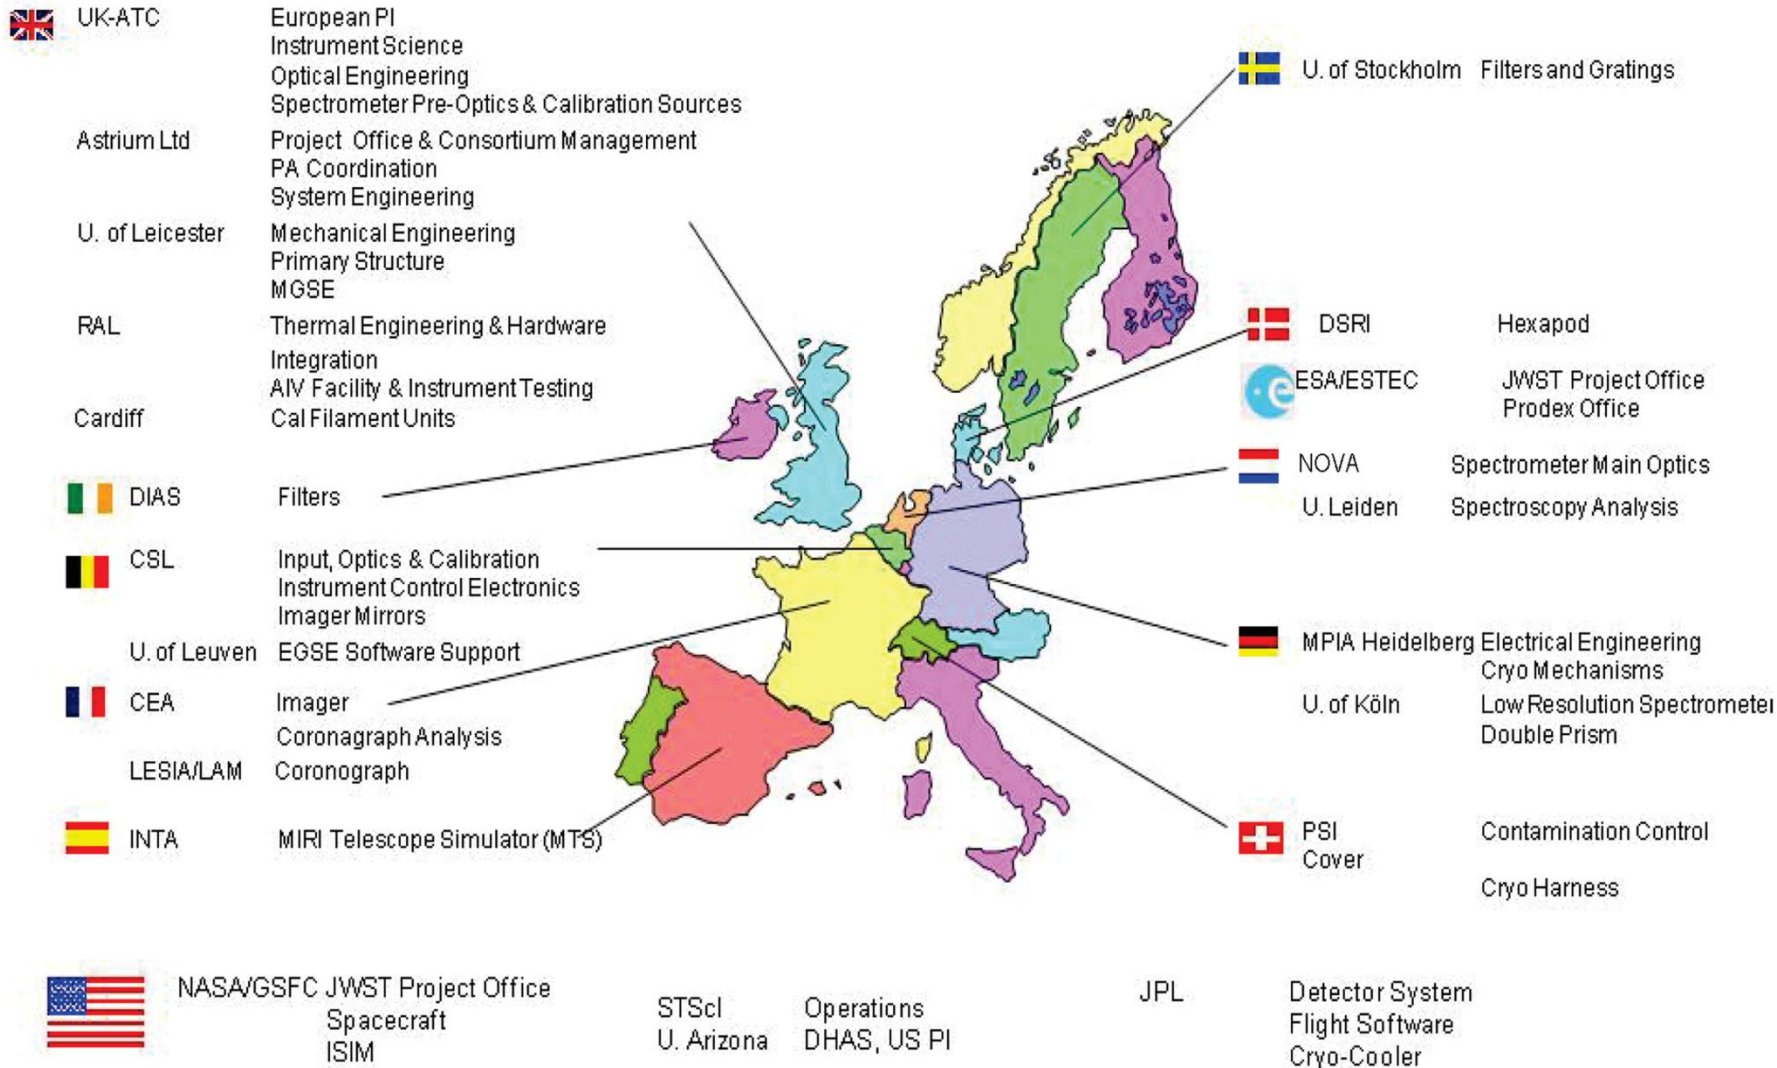 UK-ATC European PI
Instrument Science
Optical Engineering
Spectrometer Pre-Optics & Calibration Sources
Astrium Ltd Project Office & Consortium Management
PA Coordination
System Engineering
U. of Leicester Mechanical Engineering
Primary Structure
MGSE
RAL Thermal Engineering & Hardware
Integration
AIV Facility & Instrument Testing
Cardiff Cal Filament Units
DIAS Filters
CSL Input, Optics & Calibration
Instrument Control Electronics
Imager Mirrors
U. of Leuven EGSE Software Support
CEA Imager
Coronagraph Analysis
LESIA/LAM Coronograph
INTA MIRI Telescope Simulator (MTS)
U. of Stockholm Filters and Gratings
DSRI Hexapod
e
ESA/ESTEC JWST Project Office
Prodex Office
NOVA Spectrometer Main Optics
U. Leiden Spectroscopy Analysis
MPIA Heidelberg Electrical Engineering
Cryo Mechanisms
U. of Köln Low Resolution Spectrometer
Double Prism
PSI Contamination Control
Cover
Cryo Harness
NASA/GSFC JWST Project Office
Spacecraft
ISIM
STScI Operations
U. Arizona DHAS, US PI
JPL Detector System
Flight Software
Cryo-Cooler